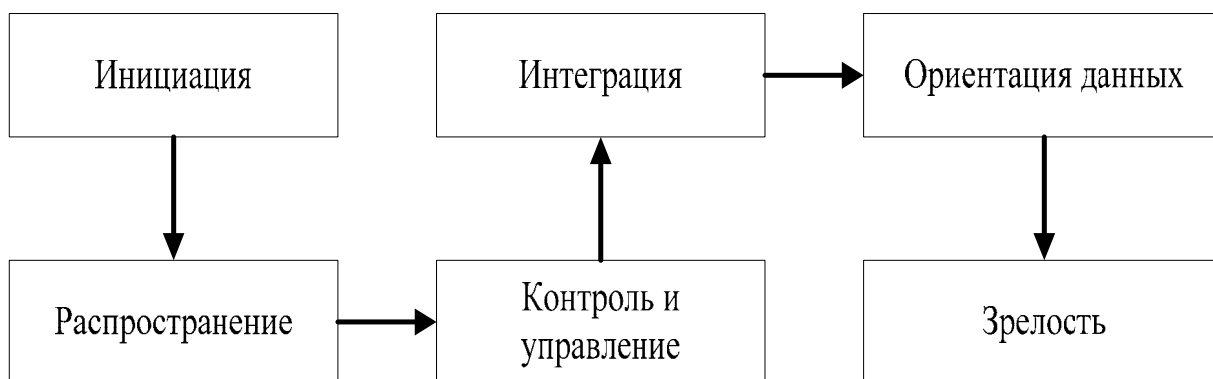 Инициация
Распространение
Контроль и
управление
Интеграция
Ориентация данных
Зрелость